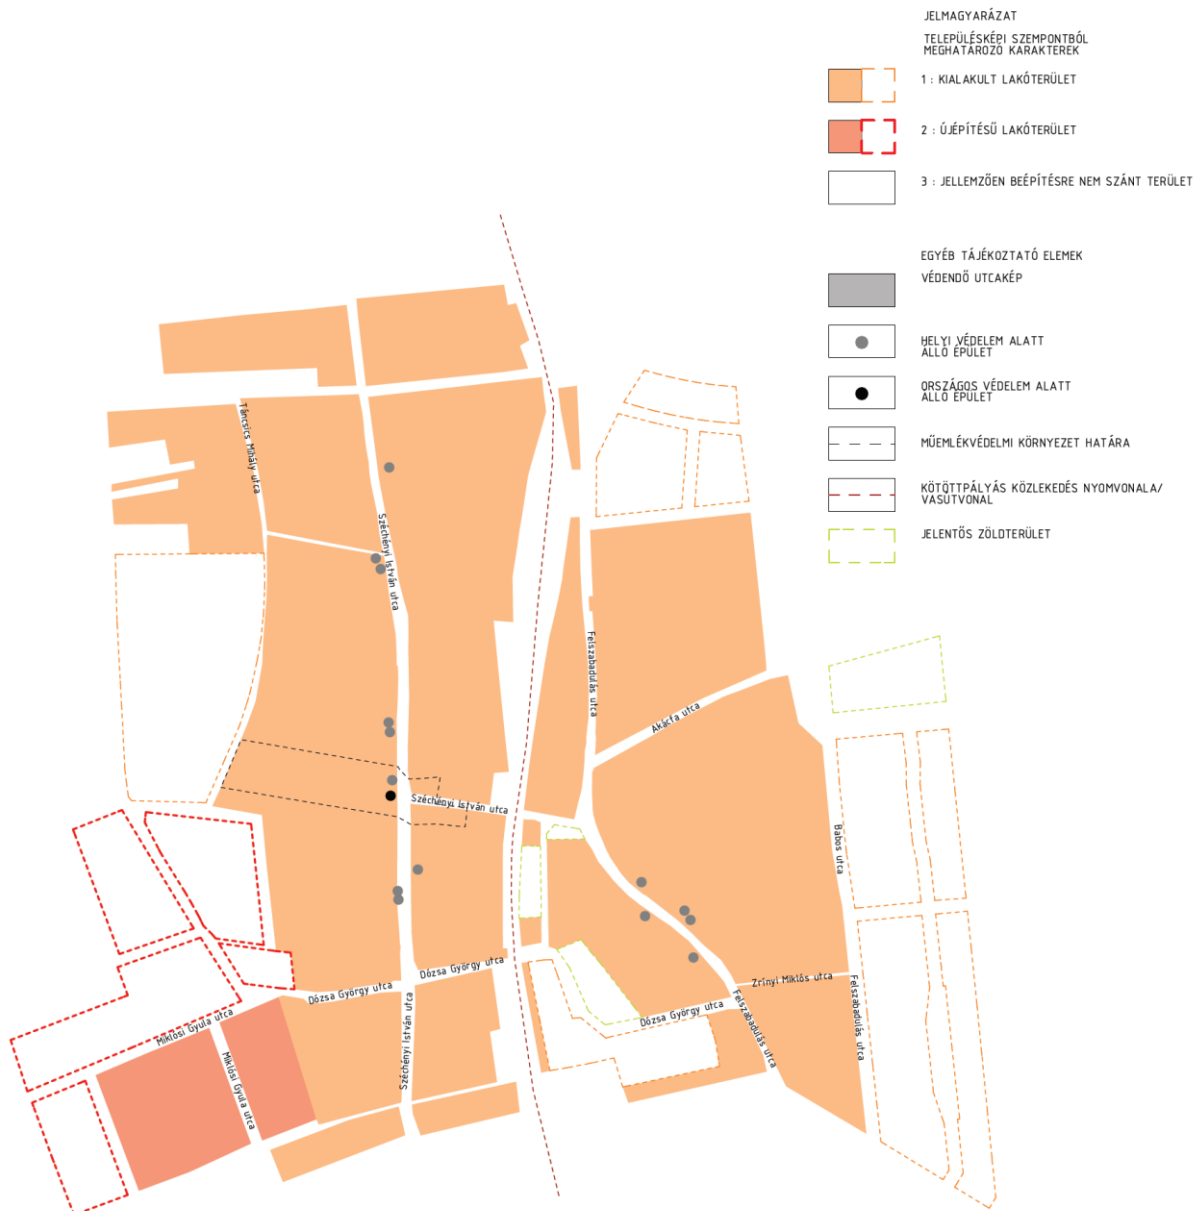 JELMAGYARÁZAT
TELEPÜLÉSKÉPI SZEMPONTBÓL
MEGHATÁROZÓ KARAKTEREK
1 : KIALAKULT LAKÓTERÜLET
2 : ÚJÉPÍTÉSŰ LAKÓTERÜLET
3 : JELLEMZŐEN BEÉPÍTÉSRE NEM SZÁNT TERÜLET
EGYÉB TÁJÉKOZTATÓ ELEMEK
VÉDENDŐ UTCAKÉP
HELYI VÉDELEM ALATT
ÁLLÓ ÉPÜLET
ORSZÁGOS VÉDELEM ALATT
ÁLLÓ ÉPÜLET
MŰEMLÉKVÉDELMI KÖRNYEZET HATÁRA
KÖTÖTTPÁLYÁS KÖZLEKEDÉS NYOMVONALA/
VASÚTVONAL
JELENTŐS ZÖLDTERÜLET
Táncsics Mihály utca
Széchényi István utca
Felszabadulás utca
Akácfa utca
Széchényi István utca
Babos utca
Dózsa György utca
Dózsa György utca
Zrínyi Miklós utca
Dózsa György utca
Felszabadulás utca
Felszabadulás utca
Széchényi István utca
Miklósi Gyula utca
Miklósi Gyula utca